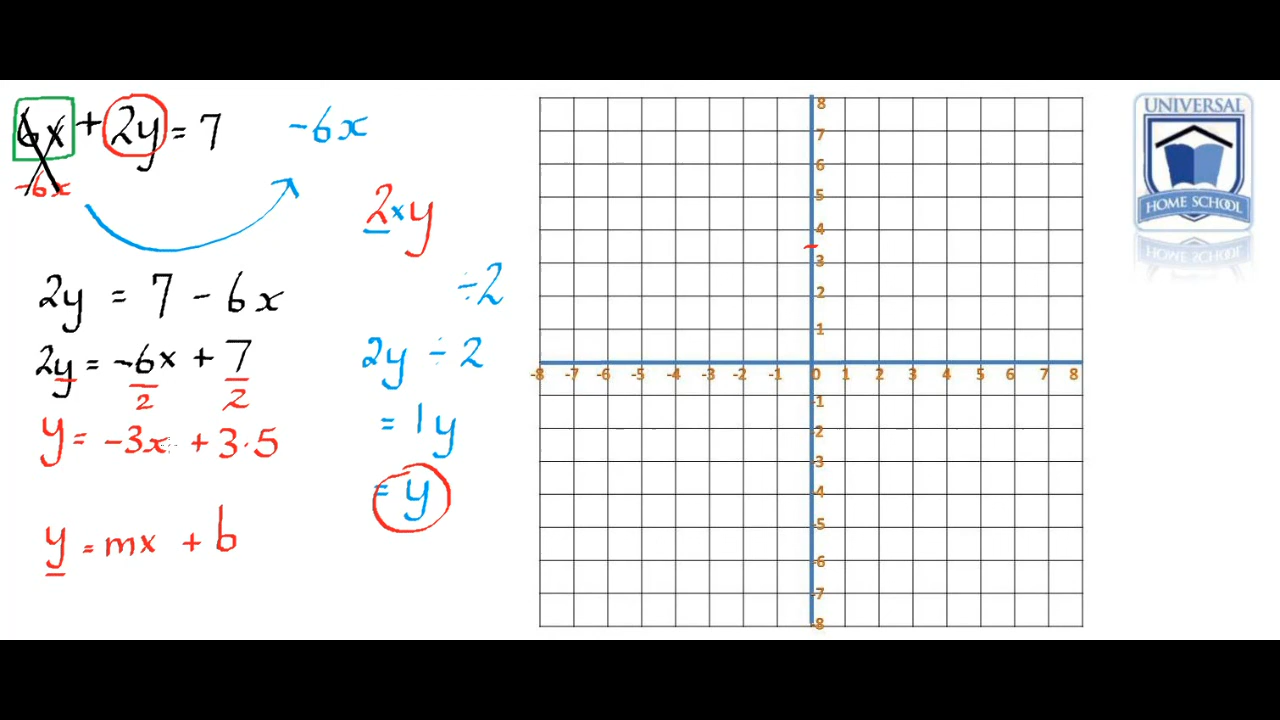 6x + 2y = 7
-6x
-6x
2y = 7 - 6x
2y = -6x + 7
2 2
y = -3x + 3.5
y = mx + b
2 × y
÷2
2y ÷ 2
= 1y
= y
8
7
6
5
4
3
2
1
-8 -7 -6 -5 -4 -3 -2 -1 0 1 2 3 4 5 6 7 8
-1
-2
-3
-4
-5
-6
-7
-8
UNIVERSAL
HOME SCHOOL